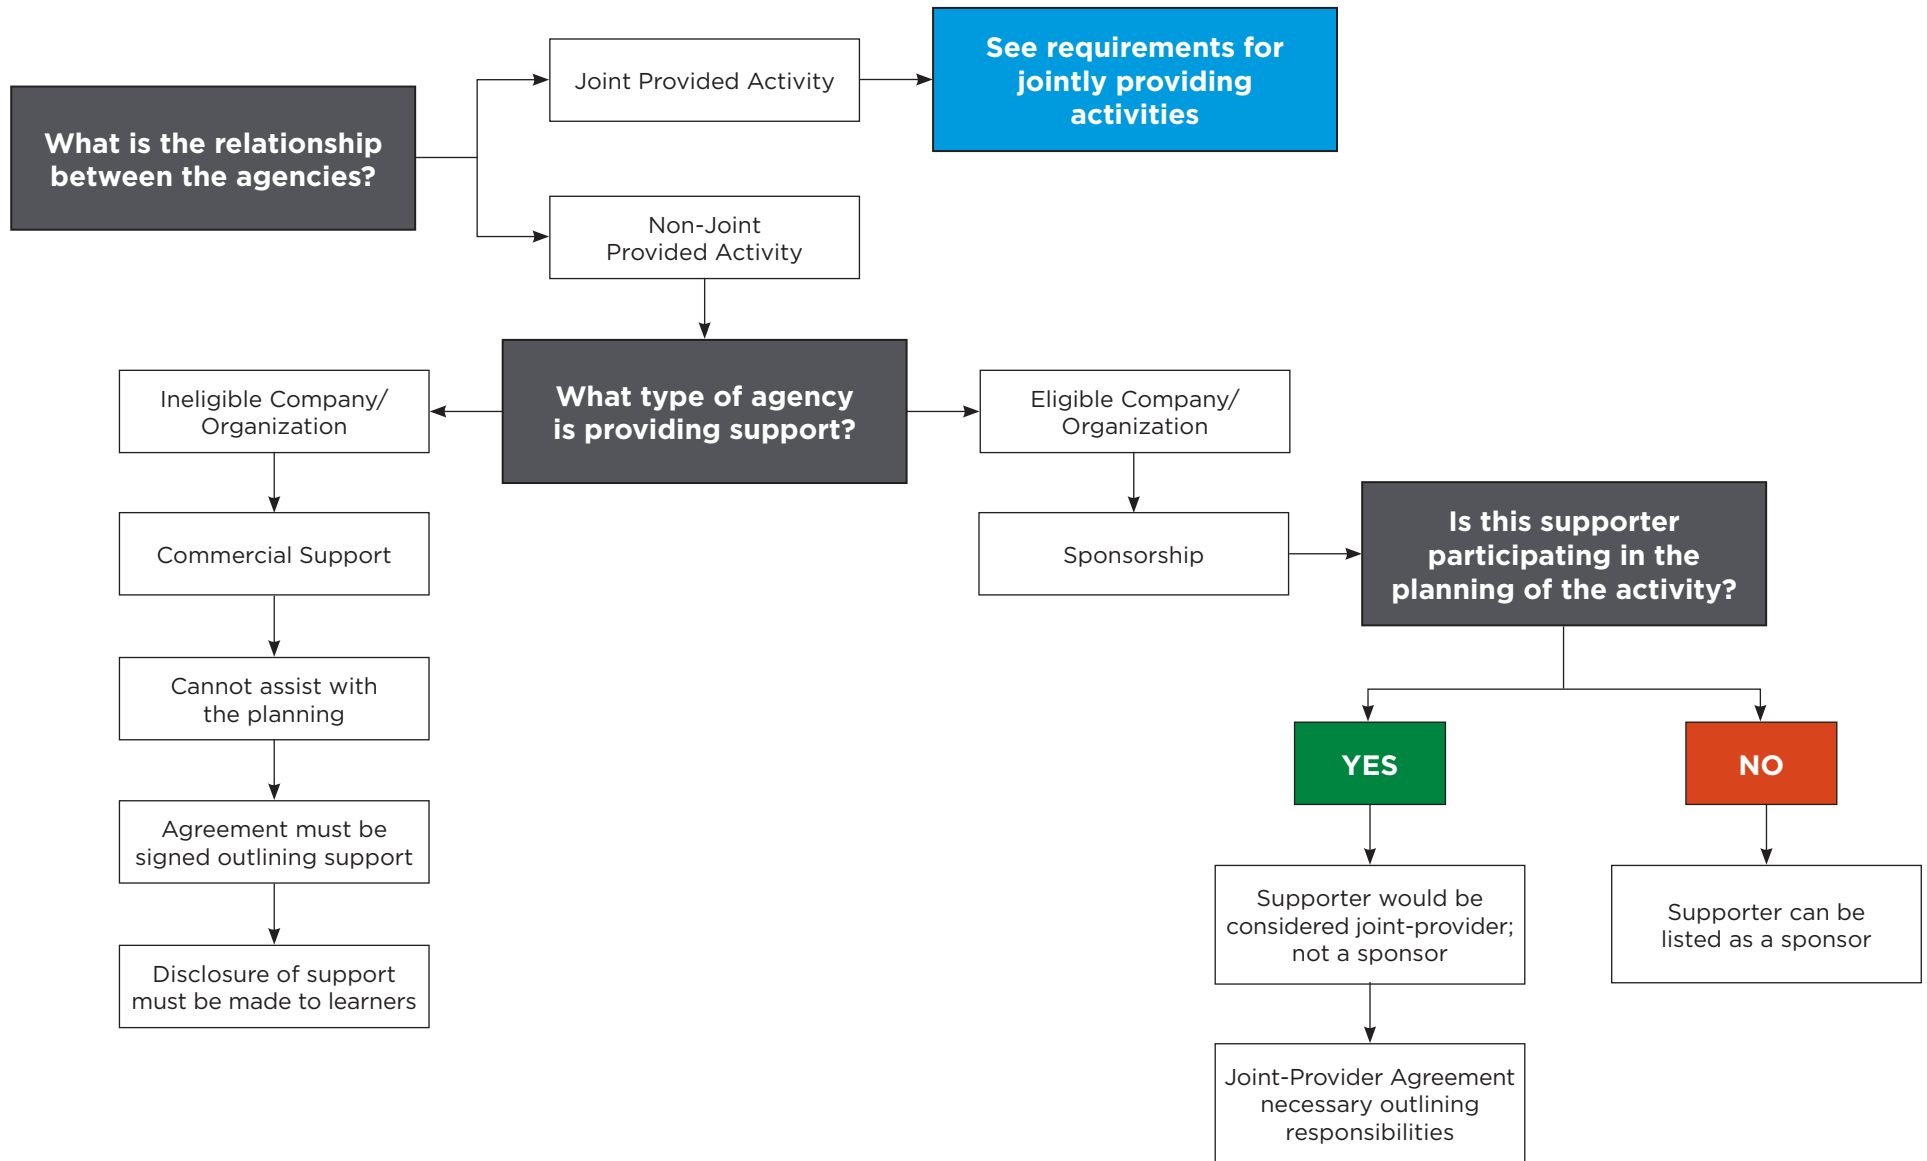 What is the relationship
between the agencies?
Joint Provided Activity
See requirements for
jointly providing
activities
Non-Joint
Provided Activity
What type of agency
is providing support?
Ineligible Company/
Organization
Commercial Support
Cannot assist with
the planning
Agreement must be
signed outlining support
Disclosure of support
must be made to learners
Eligible Company/
Organization
Sponsorship
Is this supporter
participating in the
planning of the activity?
YES
Supporter would be
considered joint-provider;
not a sponsor
Joint-Provider Agreement
necessary outlining
responsibilities
NO
Supporter can be
listed as a sponsor